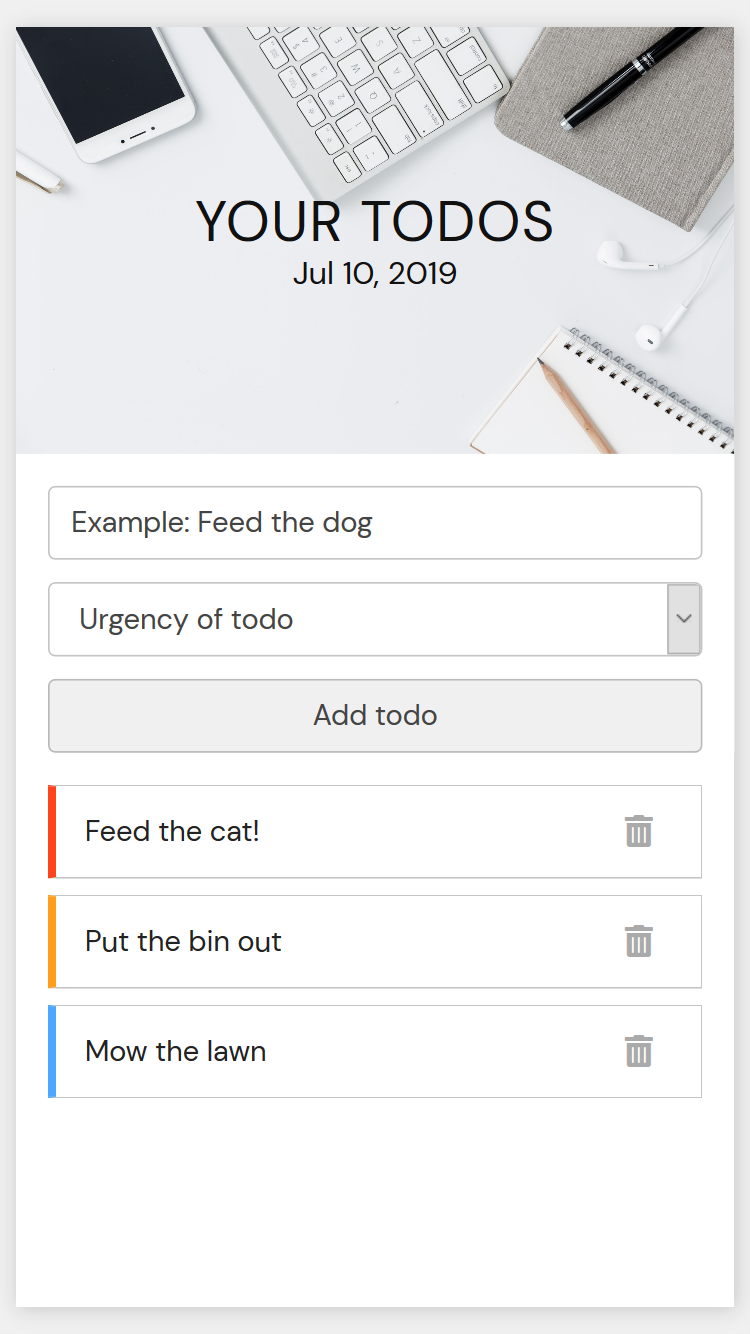 YOUR TODOS
Jul 10, 2019
Example: Feed the dog
Urgency of todo
Add todo
Feed the cat!
Put the bin out
Mow the lawn